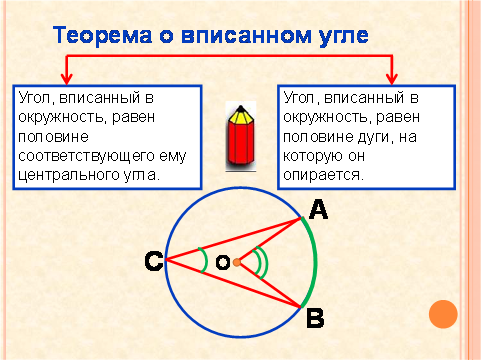 Теорема о вписанном угле
Угол, вписанный в
окружность, равен
половине
соответствующего ему
центрального угла.
Угол, вписанный в
окружность, равен
половине дуги, на
которую он
опирается.
А
С
О
В